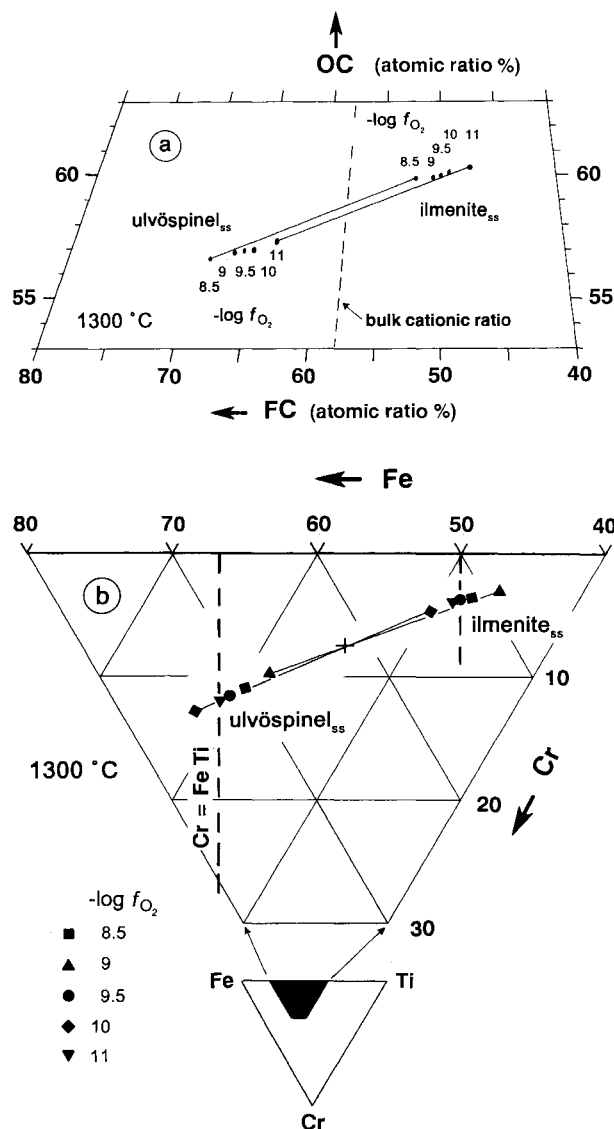 OC (atomic ratio %)
a
-log fO2
10 11
9.5
8.5 9
60
60
ulvöspinelss
ilmenitess
11
9 9.5 10
8.5
55
55
-log fO2
1300 °C
bulk cationic ratio
80 70 60 50 40
FC (atomic ratio %)
Fe
80 70 60 50 40
b
ilmenitess
10
ulvöspinelss
1300 °C
Cr = Fe Ti
Cr
20
-log fO2
30
8.5
9
9.5
10
11
Fe
Ti
Cr